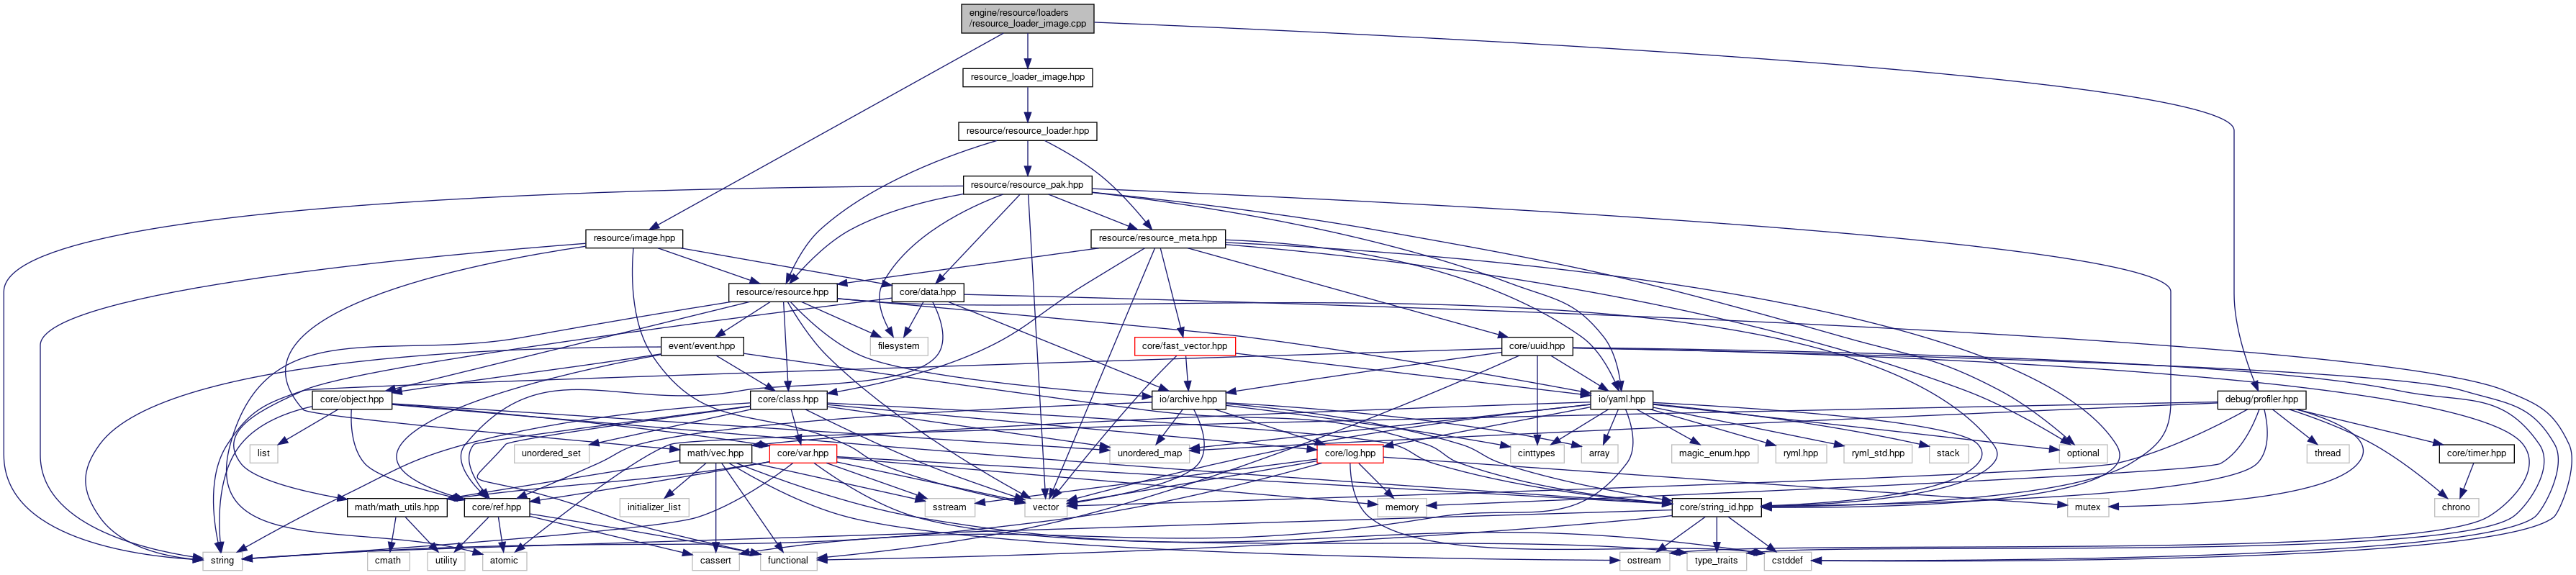 engine/resource/loaders
/resource_loader_image.cpp
resource_loader_image.hpp
resource/resource_loader.hpp
resource/resource_pak.hpp
resource/image.hpp
resource/resource_meta.hpp
resource/resource.hpp
core/data.hpp
event/event.hpp
filesystem
core/fast_vector.hpp
core/uuid.hpp
core/object.hpp
core/class.hpp
io/archive.hpp
io/yaml.hpp
debug/profiler.hpp
list
unordered_set
math/vec.hpp
core/var.hpp
unordered_map
core/log.hpp
cinttypes
array
magic_enum.hpp
ryml.hpp
ryml_std.hpp
stack
optional
thread
core/timer.hpp
math/math_utils.hpp
core/ref.hpp
initializer_list
sstream
vector
memory
core/string_id.hpp
mutex
chrono
string
cmath
utility
atomic
cassert
functional
ostream
type_traits
cstddef